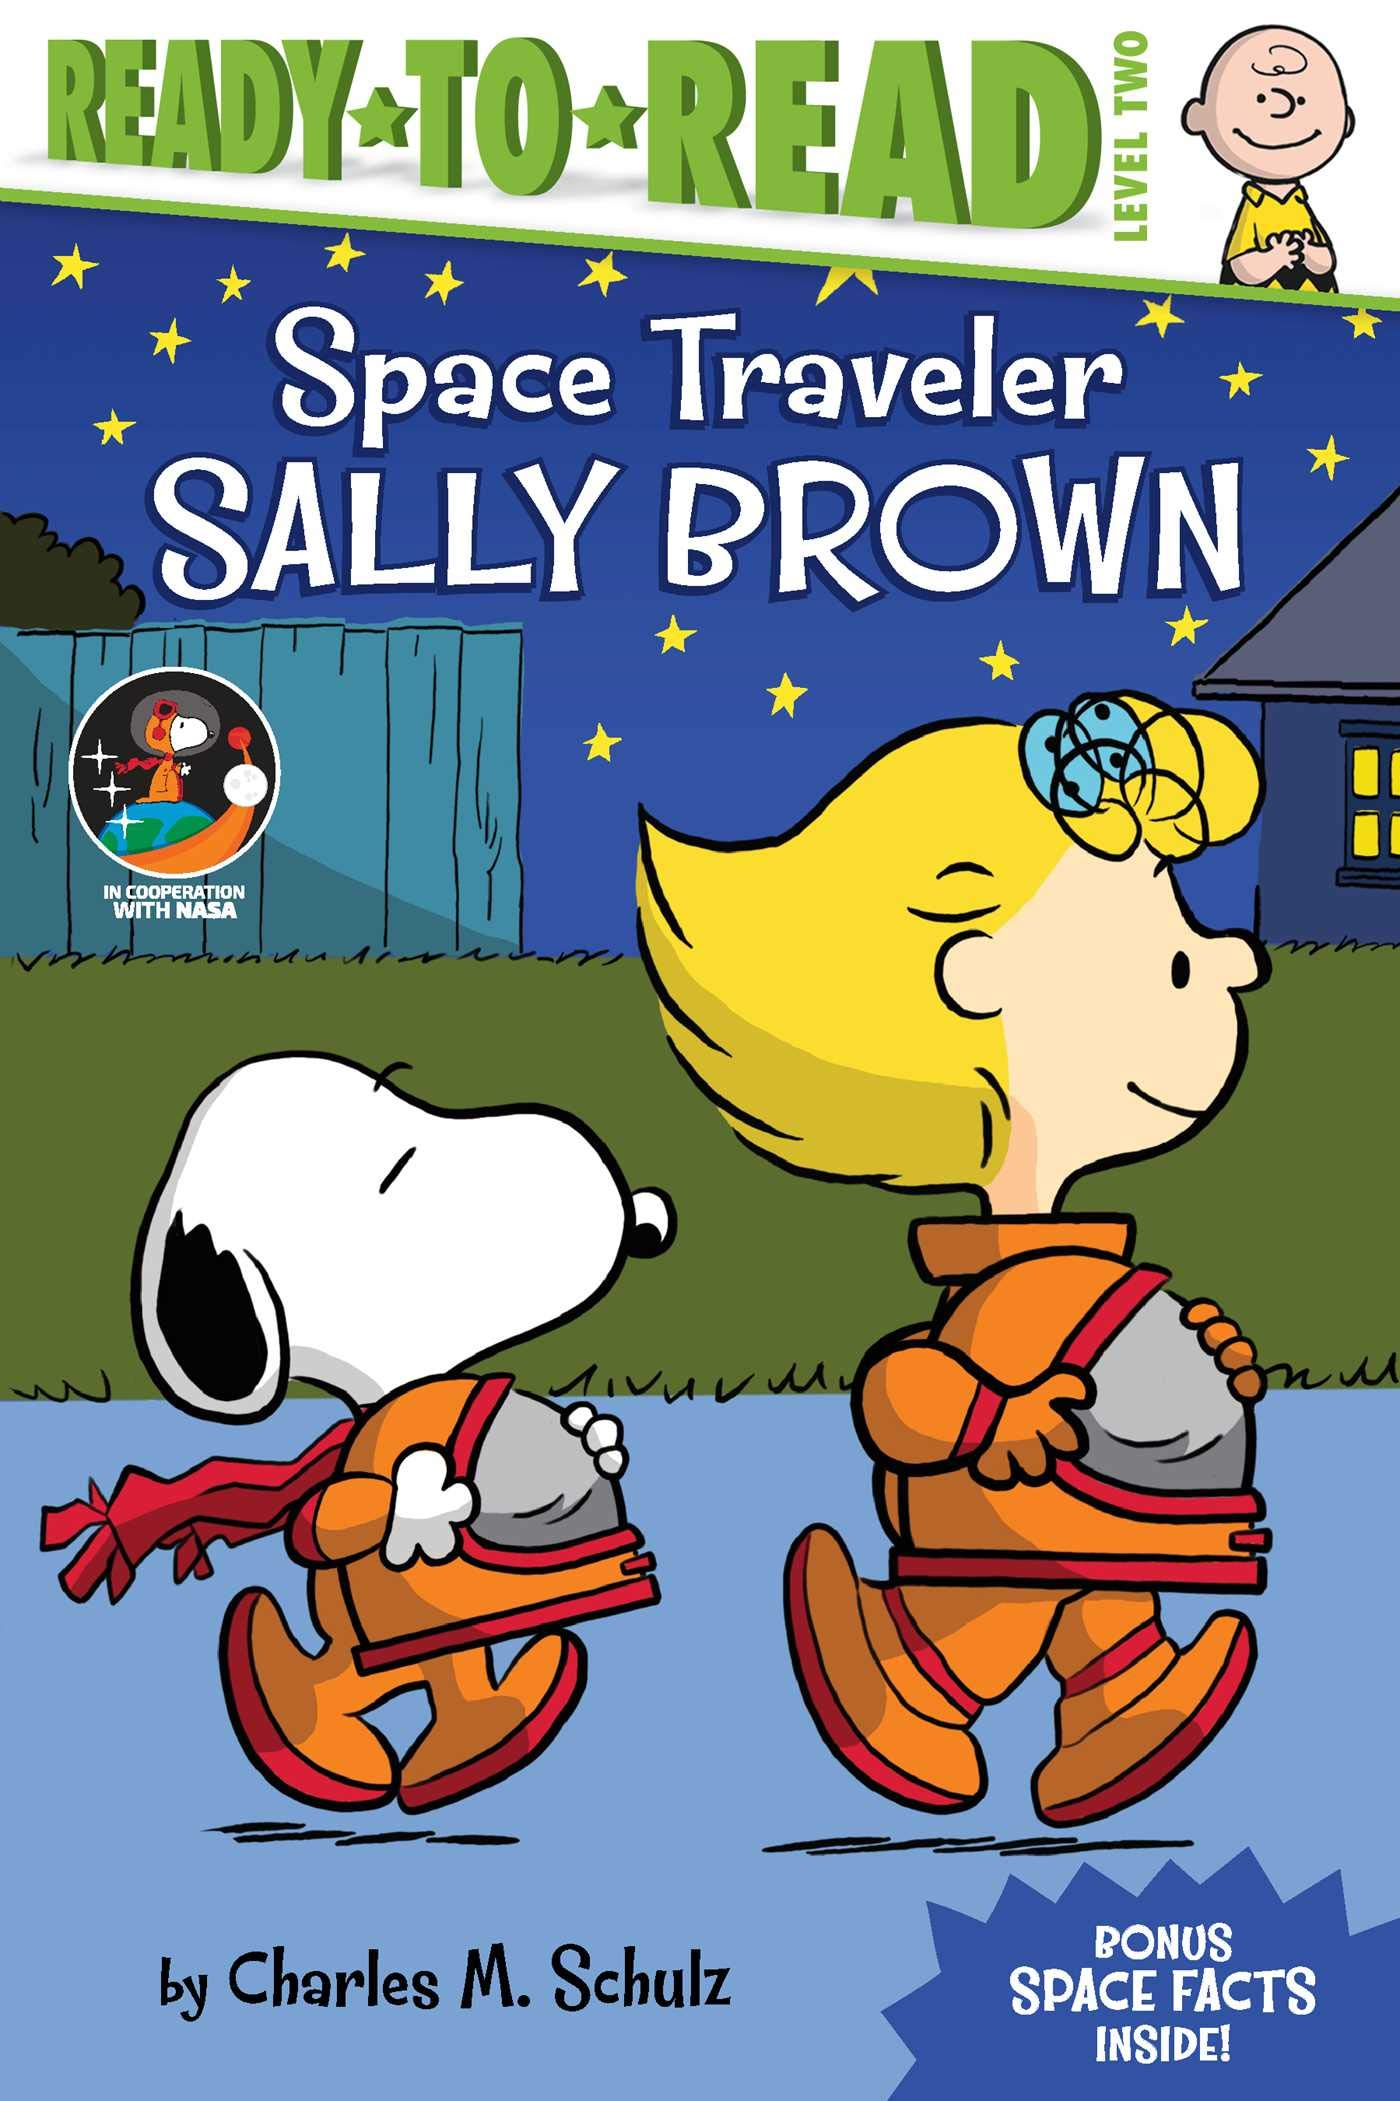 READY★TO★READ
LEVEL TWO
Space Traveler
SALLY BROWN
IN COOPERATION
WITH NASA
by Charles M. Schulz
BONUS
SPACE FACTS
INSIDE!